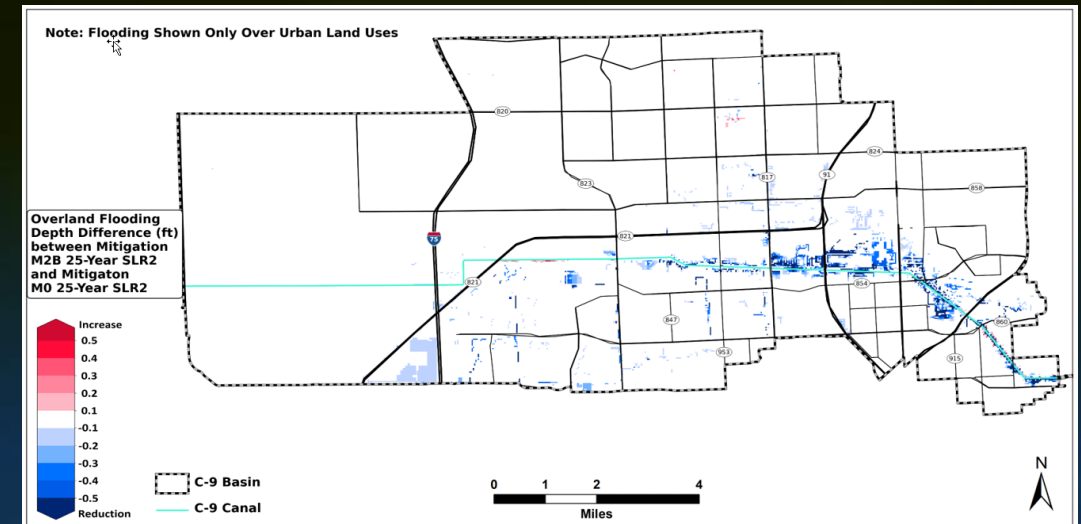 Note: Flooding Shown Only Over Urban Land Uses
820
824
817
91
823
858
Overland Flooding
Depth Difference (ft)
between Mitigation
M2B 25-Year SLR2
and Mitigaton
M0 25-Year SLR2
75
821
821
854
847
860
953
915
Increase
0.5
0.4
0.3
0.2
0.1
-0.1
-0.2
-0.3
-0.4
-0.5
Reduction
C-9 Basin
C-9 Canal
0 1 2 4
Miles
N